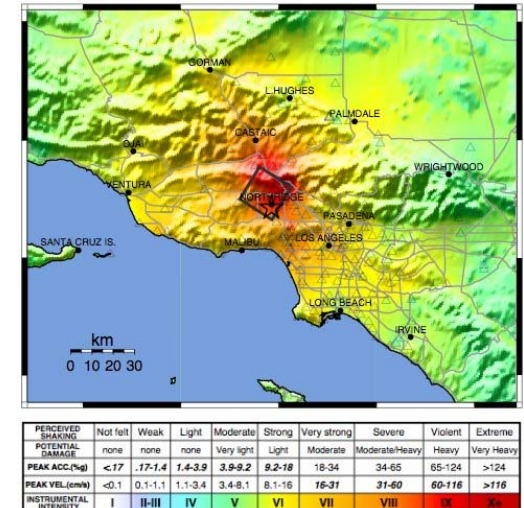 GORMAN
L.HUGHES
PALMDALE
CASTAIC
OJAI
WRIGHTWOOD
VENTURA
NORTHRIDGE
PASADENA
SANTA CRUZ IS.
MALIBU
LOS ANGELES
LONG BEACH
km
IRVINE
0 10 20 30
PERCEIVED SHAKING Not felt Weak Light Moderate Strong Very strong Severe Violent Extreme
POTENTIAL DAMAGE none none none Very light Light Moderate Moderate/Heavy Heavy Very Heavy
PEAK ACC.(%g) <.17 .17-1.4 1.4-3.9 3.9-9.2 9.2-18 18-34 34-65 65-124 >124
PEAK VEL.(cm/s) <0.1 0.1-1.1 1.1-3.4 3.4-8.1 8.1-16 16-31 31-60 60-116 >116
INSTRUMENTAL INTENSITY I II-III IV V VI VII VIII IX X+